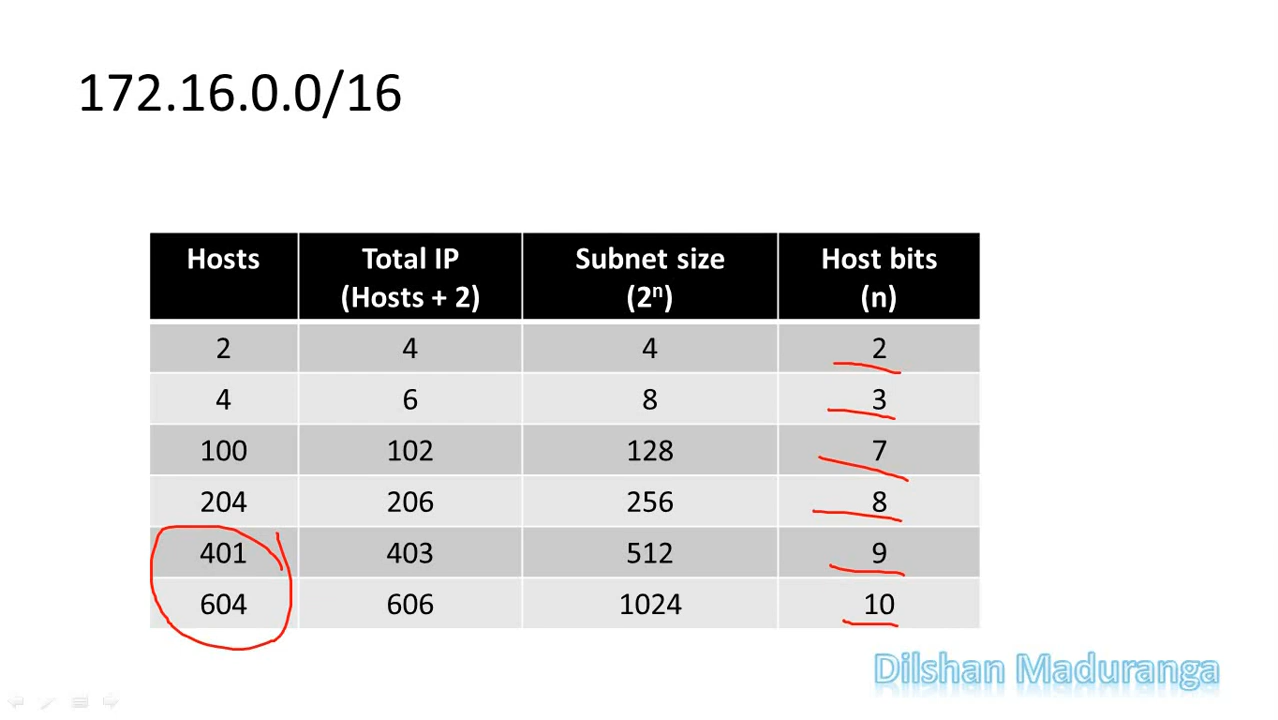 172.16.0.0/16
Hosts Total IP Subnet size Host bits
(Hosts + 2) (2ⁿ) (n)
2 4 4 2
4 6 8 3
100 102 128 7
204 206 256 8
401 403 512 9
604 606 1024 10
Dilshan Maduranga